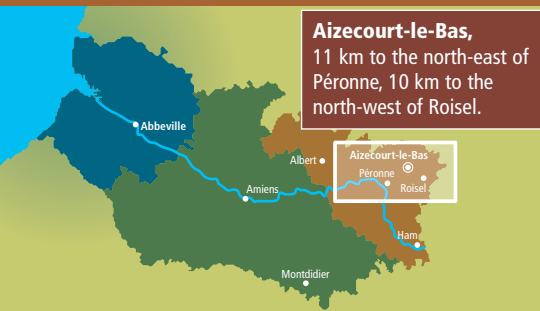 Aizecourt-le-Bas,
11 km to the north-east of
Péronne, 10 km to the
north-west of Roisel.
Abbeville
Albert
Aizecourt-le-Bas
Péronne
Roisel
Amiens
Ham
Montdidier